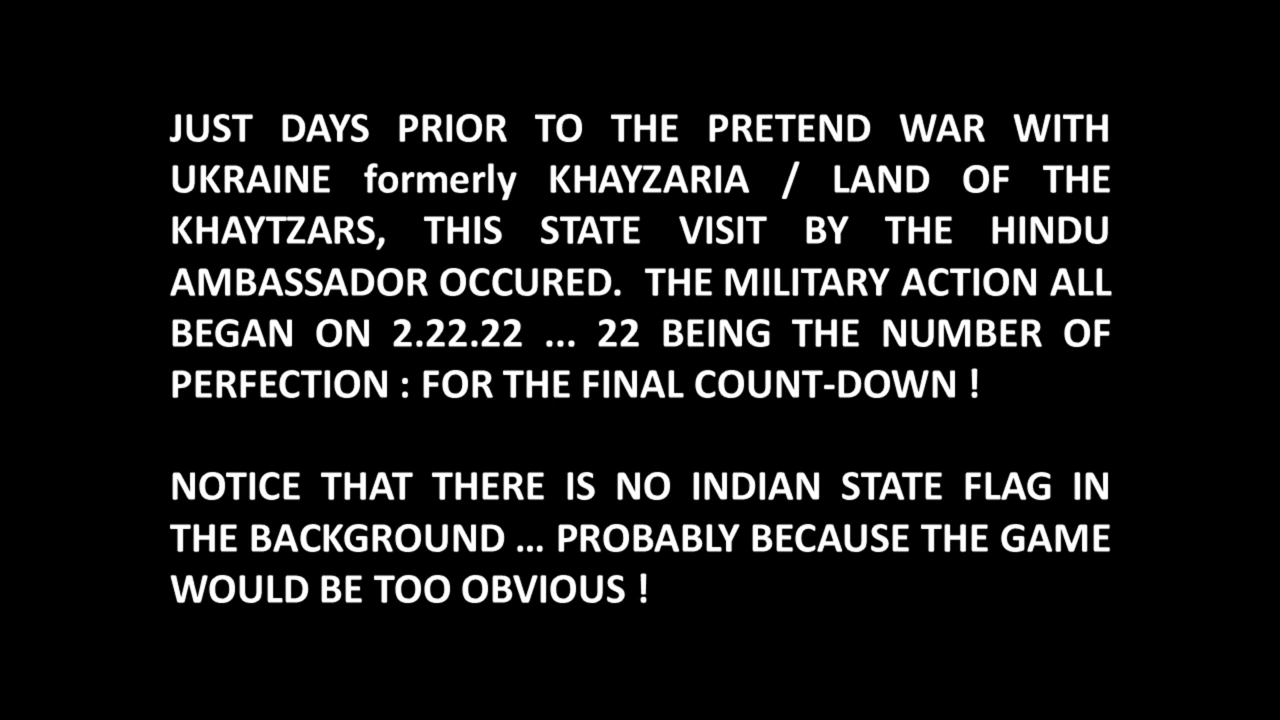 JUST DAYS PRIOR TO THE PRETEND WAR WITH
UKRAINE formerly KHAYZARIA / LAND OF THE
KHAYTZARS, THIS STATE VISIT BY THE HINDU
AMBASSADOR OCCURED. THE MILITARY ACTION ALL
BEGAN ON 2.22.22 ... 22 BEING THE NUMBER OF
PERFECTION : FOR THE FINAL COUNT-DOWN !
NOTICE THAT THERE IS NO INDIAN STATE FLAG IN
THE BACKGROUND ... PROBABLY BECAUSE THE GAME
WOULD BE TOO OBVIOUS !